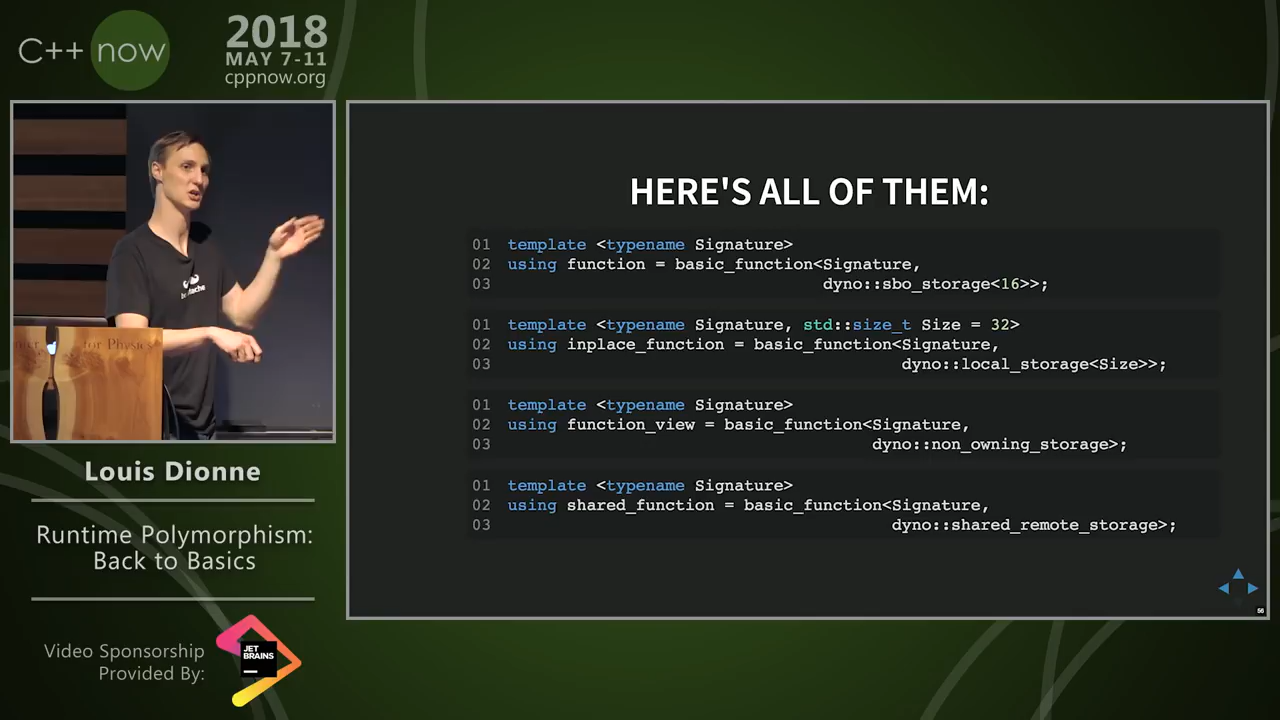 C++ now
2018
MAY 7-11
cppnow.org
for Physics
Louis Dionne
Runtime Polymorphism:
Back to Basics
Video Sponsorship
Provided By:
JET
BRAINS
HERE'S ALL OF THEM:
01 template <typename Signature>
02 using function = basic_function<Signature,
03 dyno::sbo_storage<16>>;
01 template <typename Signature, std::size_t Size = 32>
02 using inplace_function = basic_function<Signature,
03 dyno::local_storage<Size>>;
01 template <typename Signature>
02 using function_view = basic_function<Signature,
03 dyno::non_owning_storage>;
01 template <typename Signature>
02 using shared_function = basic_function<Signature,
03 dyno::shared_remote_storage>;
56